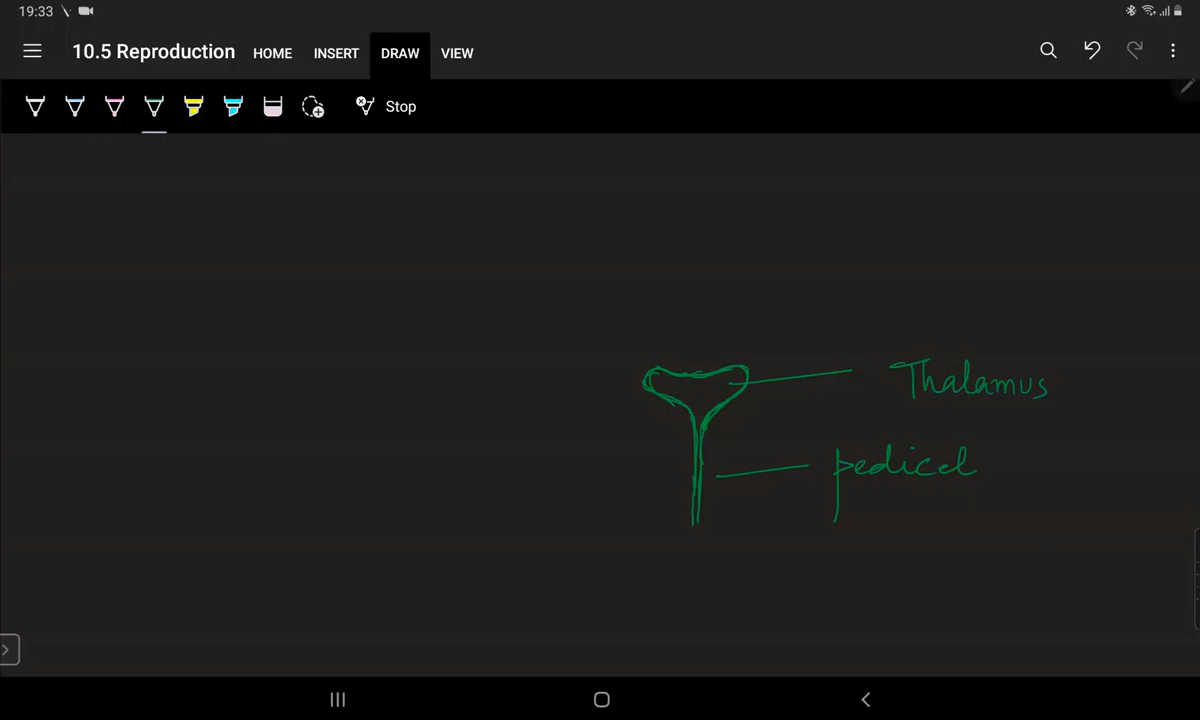 19:33
10.5 Reproduction HOME INSERT DRAW VIEW
Stop
Thalamus
pedicel